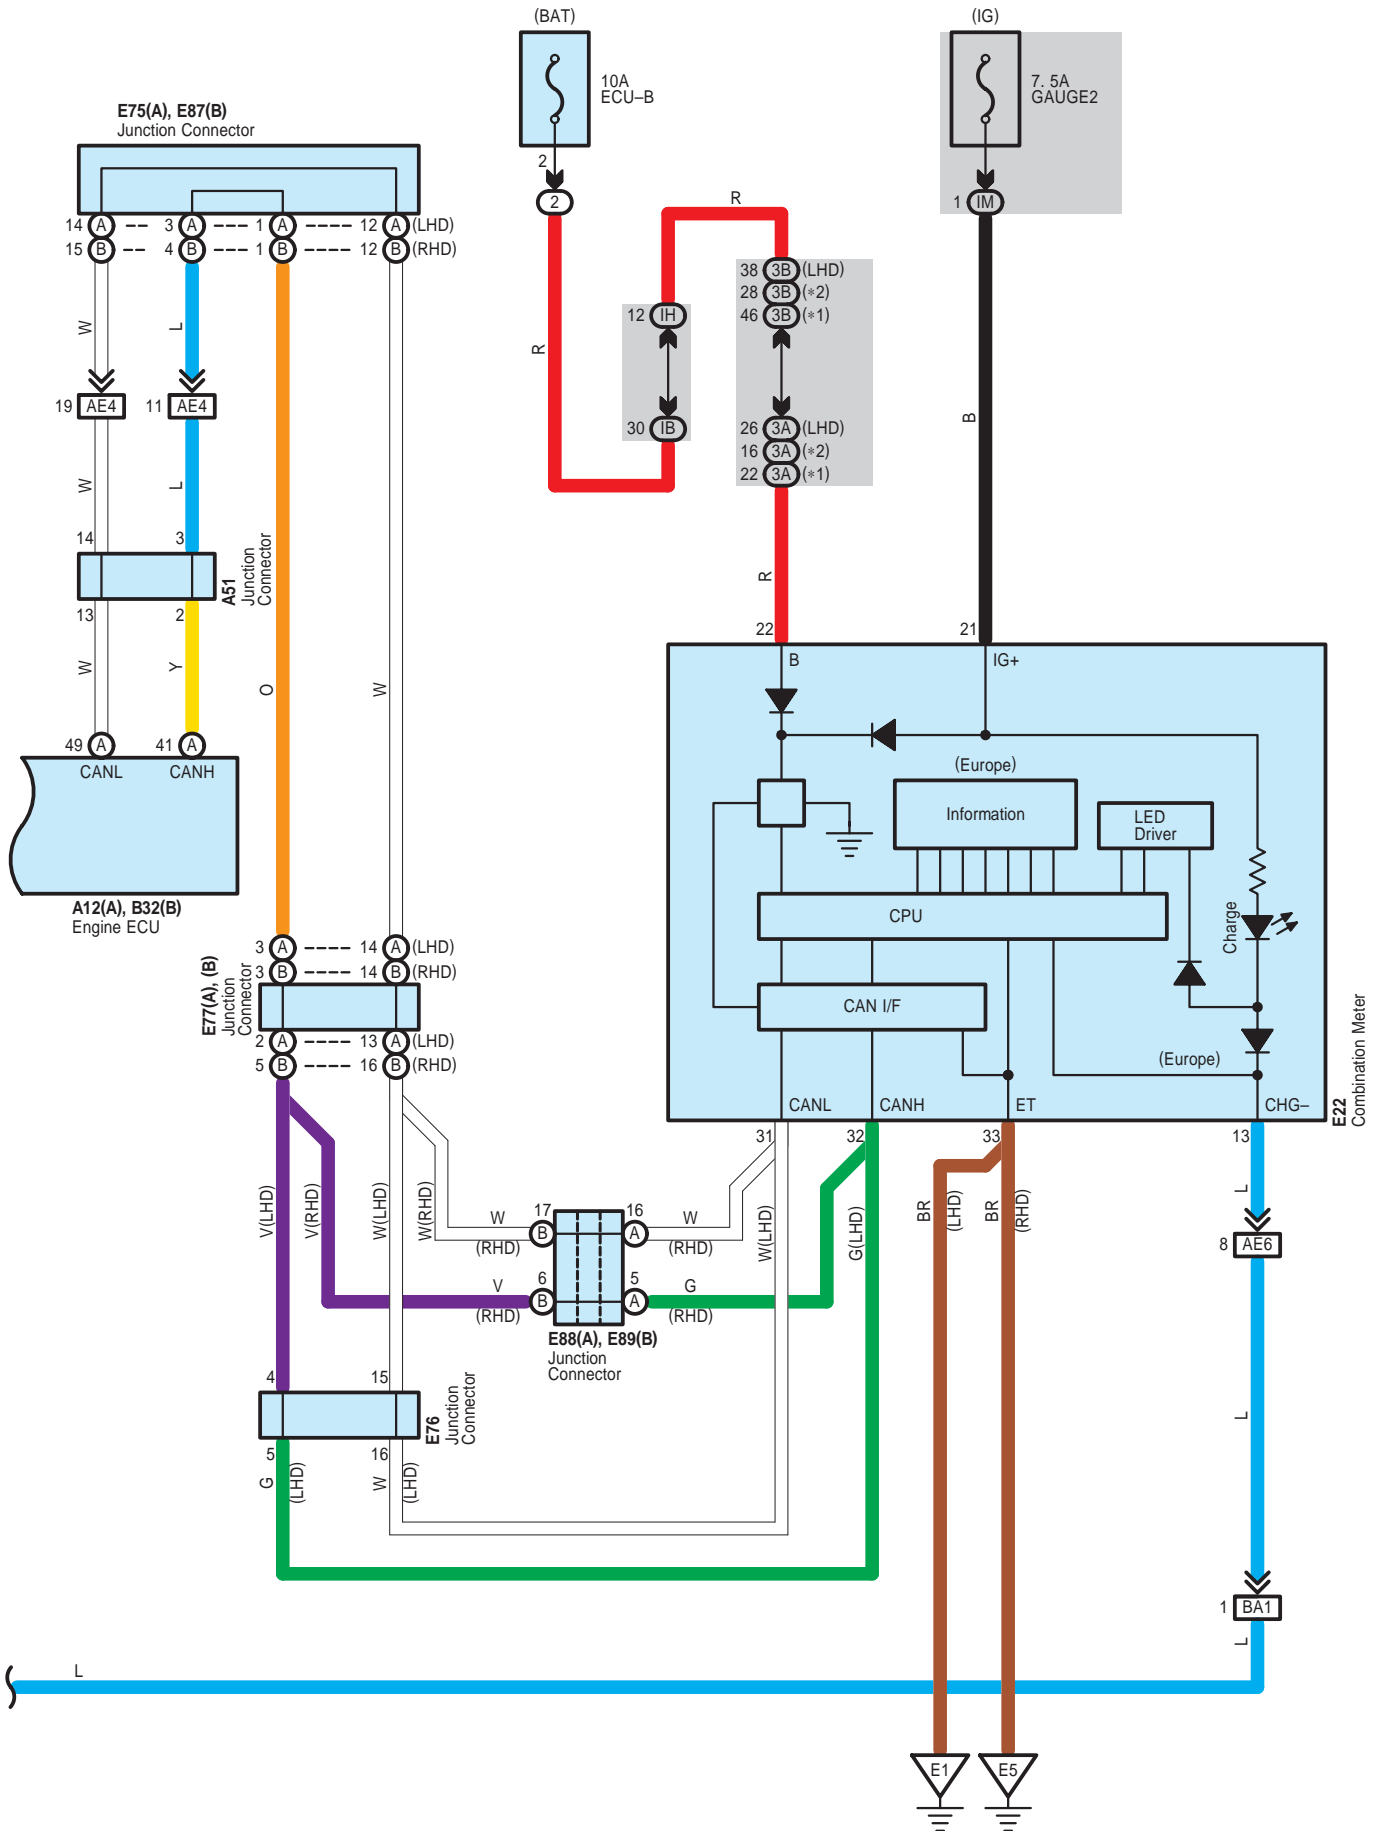 (BAT)
(IG)
10A
ECU–B
7. 5A
GAUGE2
E75(A), E87(B)
Junction Connector
2
2
1 IM
14 A 3 A 1 A 12 A (LHD)
15 B 4 B 1 B 12 B (RHD)
R
38 3B (LHD)
28 3B (*2)
46 3B (*1)
12 IH
30 IB
26 3A (LHD)
16 3A (*2)
22 3A (*1)
W
L
R
B
19 AE4 11 AE4
W
L
14 3
A51
Junction
Connector
13 2
W
Y
O
W
R
22 21
B IG+
49 A 41 A
CANL CANH
A12(A), B32(B)
Engine ECU
(Europe)
Information
LED
Driver
CPU
Charge
CAN I/F
(Europe)
CANL CANH ET CHG–
E22
Combination Meter
3 A 14 A (LHD)
3 B 14 B (RHD)
E77(A), (B)
Junction
Connector
2 A 13 A (LHD)
5 B 16 B (RHD)
31 32 33 13
V(LHD)
V(RHD)
W(LHD)
W(RHD)
17 16
W
(RHD)
B A
W
(RHD)
6 5
V
(RHD)
B A
G
(RHD)
E88(A), E89(B)
Junction
Connector
W(LHD)
G(LHD)
BR
(LHD)
BR
(RHD)
L
8 AE6
4 15
E76
Junction
Connector
5 16
G
(LHD)
W
(LHD)
L
1 BA1
L
L
E1 E5